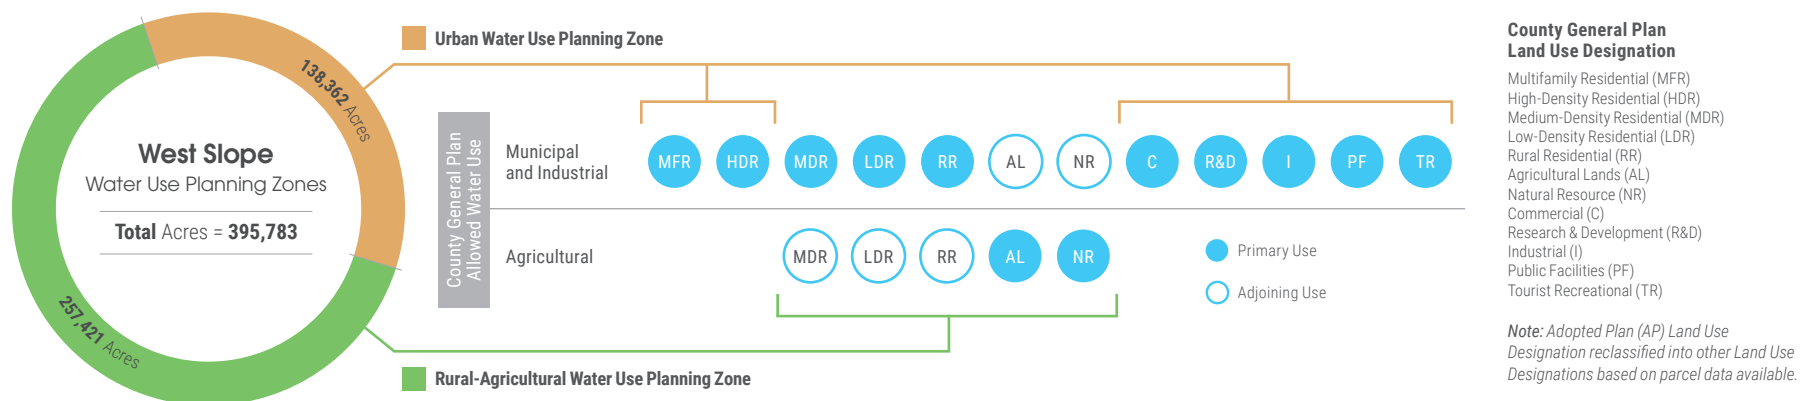 138,362 Acres
257,421 Acres
West Slope
Water Use Planning Zones
Total Acres = 395,783
Urban Water Use Planning Zone
County General Plan
Allowed Water Use
Municipal
and Industrial
MFR HDR MDR LDR RR AL NR C R&D I PF TR
Agricultural
MDR LDR RR AL NR
Primary Use
Adjoining Use
Rural-Agricultural Water Use Planning Zone
County General Plan
Land Use Designation
Multifamily Residential (MFR)
High-Density Residential (HDR)
Medium-Density Residential (MDR)
Low-Density Residential (LDR)
Rural Residential (RR)
Agricultural Lands (AL)
Natural Resource (NR)
Commercial (C)
Research & Development (R&D)
Industrial (I)
Public Facilities (PF)
Tourist Recreational (TR)
Note: Adopted Plan (AP) Land Use
Designation reclassified into other Land Use
Designations based on parcel data available.